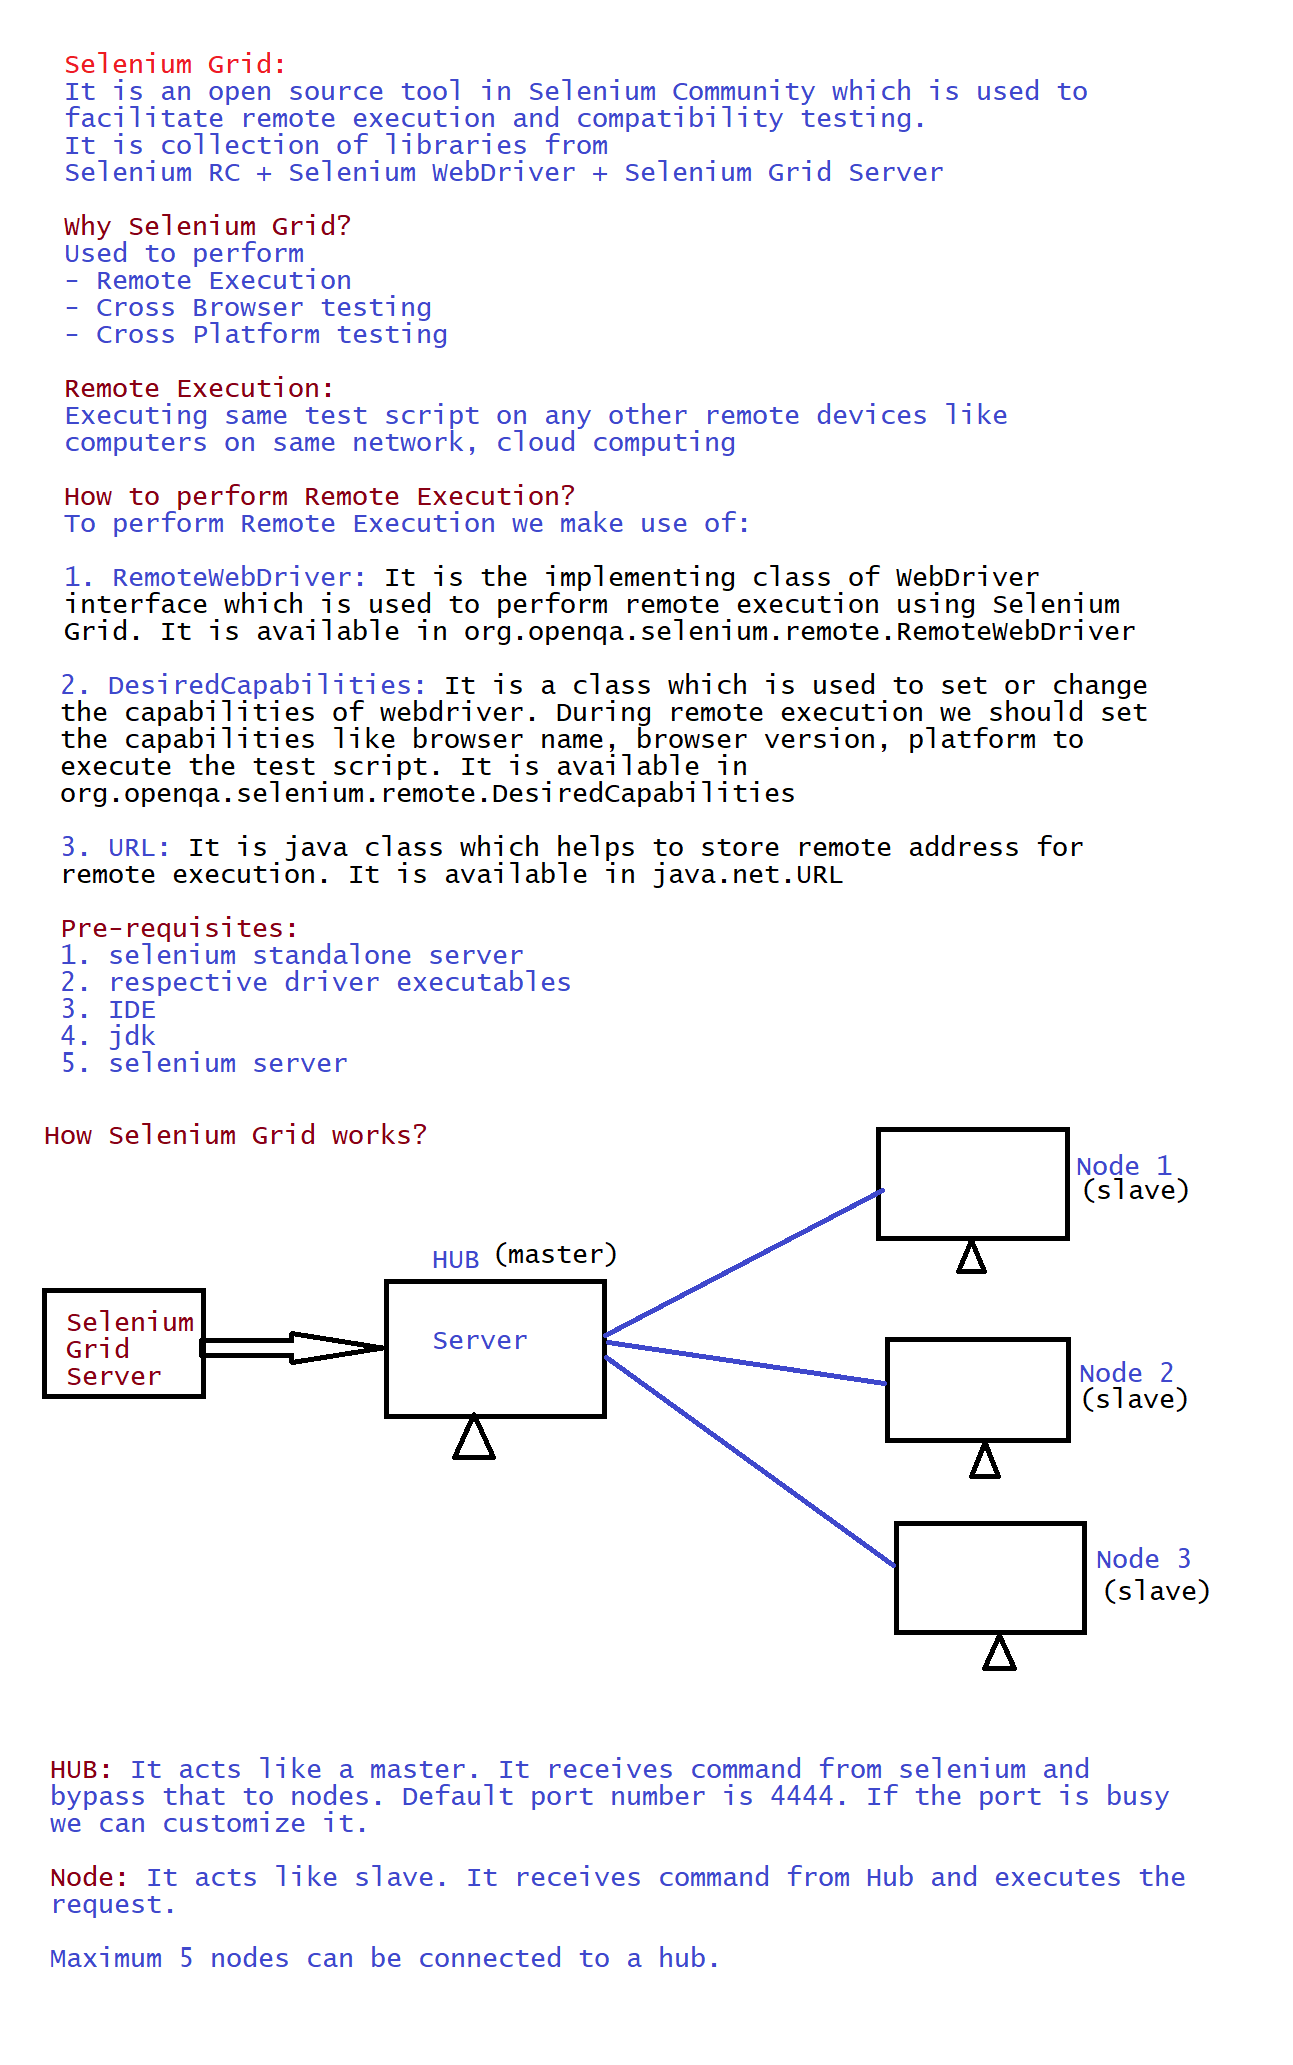 Selenium Grid:
It is an open source tool in Selenium Community which is used to
facilitate remote execution and compatibility testing.
It is collection of libraries from
Selenium RC + Selenium WebDriver + Selenium Grid Server
Why Selenium Grid?
Used to perform
- Remote Execution
- Cross Browser testing
- Cross Platform testing
Remote Execution:
Executing same test script on any other remote devices like
computers on same network, cloud computing
How to perform Remote Execution?
To perform Remote Execution we make use of:
1. RemoteWebDriver: It is the implementing class of WebDriver
interface which is used to perform remote execution using Selenium
Grid. It is available in org.openqa.selenium.remote.RemoteWebDriver
2. DesiredCapabilities: It is a class which is used to set or change
the capabilities of webdriver. During remote execution we should set
the capabilities like browser name, browser version, platform to
execute the test script. It is available in
org.openqa.selenium.remote.DesiredCapabilities
3. URL: It is java class which helps to store remote address for
remote execution. It is available in java.net.URL
Pre-requisites:
1. selenium standalone server
2. respective driver executables
3. IDE
4. jdk
5. selenium server
How Selenium Grid works?
Selenium
Grid
Server
HUB (master)
Server
Node 1
(slave)
Node 2
(slave)
Node 3
(slave)
HUB: It acts like a master. It receives command from selenium and
bypass that to nodes. Default port number is 4444. If the port is busy
we can customize it.
Node: It acts like slave. It receives command from Hub and executes the
request.
Maximum 5 nodes can be connected to a hub.